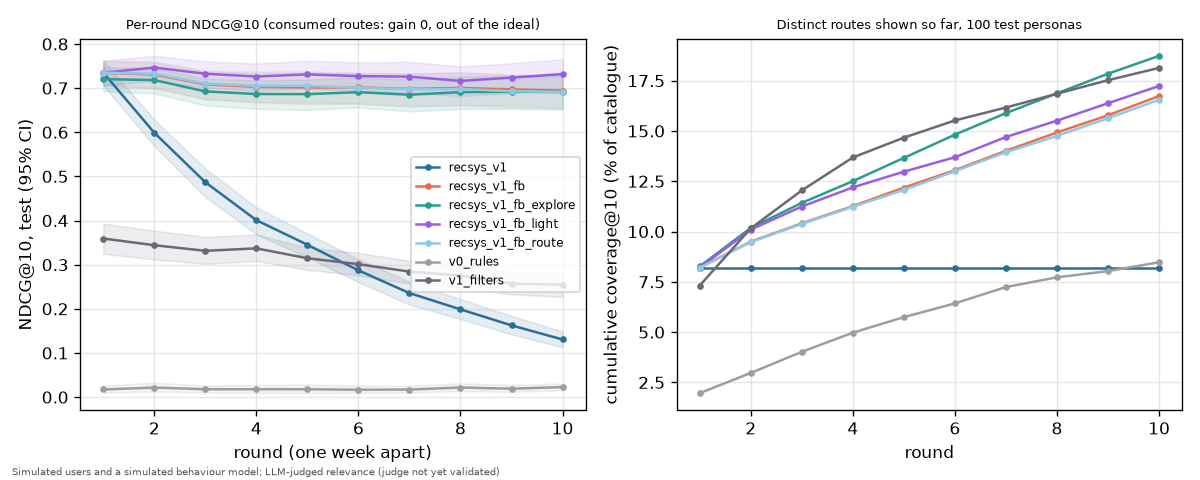 Per-round NDCG@10 (consumed routes: gain 0, out of the ideal)
NDCG@10, test (95% CI)
0.8
0.7
0.6
0.5
0.4
0.3
0.2
0.1
0.0
recsys_v1
recsys_v1_fb
recsys_v1_fb_explore
recsys_v1_fb_light
recsys_v1_fb_route
v0_rules
v1_filters
2
4
6
8
10
round (one week apart)
Distinct routes shown so far, 100 test personas
cumulative coverage@10 (% of catalogue)
17.5
15.0
12.5
10.0
7.5
5.0
2.5
2
4
6
8
10
round
Simulated users and a simulated behaviour model; LLM-judged relevance (judge not yet validated)